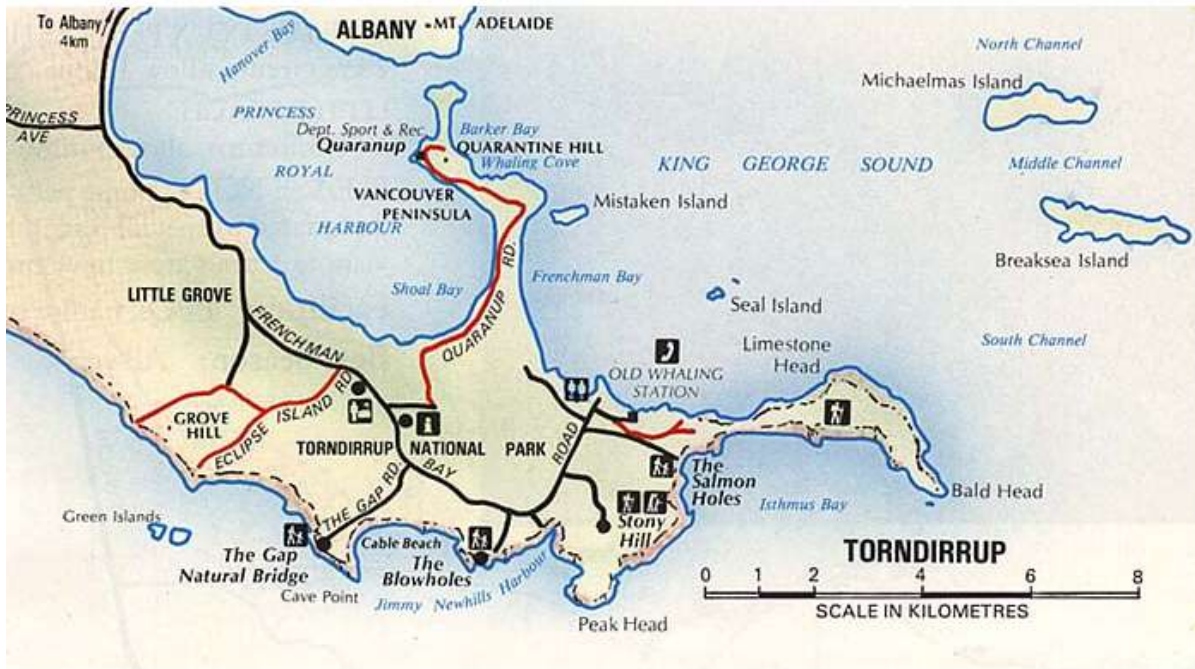 To Albany
4km
Hanover Bay
ALBANY
MT ADELAIDE
North Channel
Michaelmas Island
PRINCESS
AVE
PRINCESS
ROYAL
HARBOUR
Dept. Sport & Rec
Quaranup
Barker Bay
QUARANTINE HILL
Whaling Cove
KING GEORGE SOUND
Middle Channel
VANCOUVER
PENINSULA
Mistaken Island
Breaksea Island
Shoal Bay
QUARANUP RD.
Frenchman Bay
LITTLE GROVE
Seal Island
South Channel
FRENCHMAN
BAY
ROAD
Limestone
Head
OLD WHALING
STATION
GROVE
HILL
ECLIPSE ISLAND RD.
TORNDIRRUP NATIONAL PARK
THE GAP RD.
The
Salmon
Holes
Isthmus Bay
Bald Head
Green Islands
Stony
Hill
The Gap
Natural Bridge
Cable Beach
The
Blowholes
Cave Point
Jimmy Newhills Harbour
Peak Head
TORNDIRRUP
0 1 2 4 6 8
SCALE IN KILOMETRES